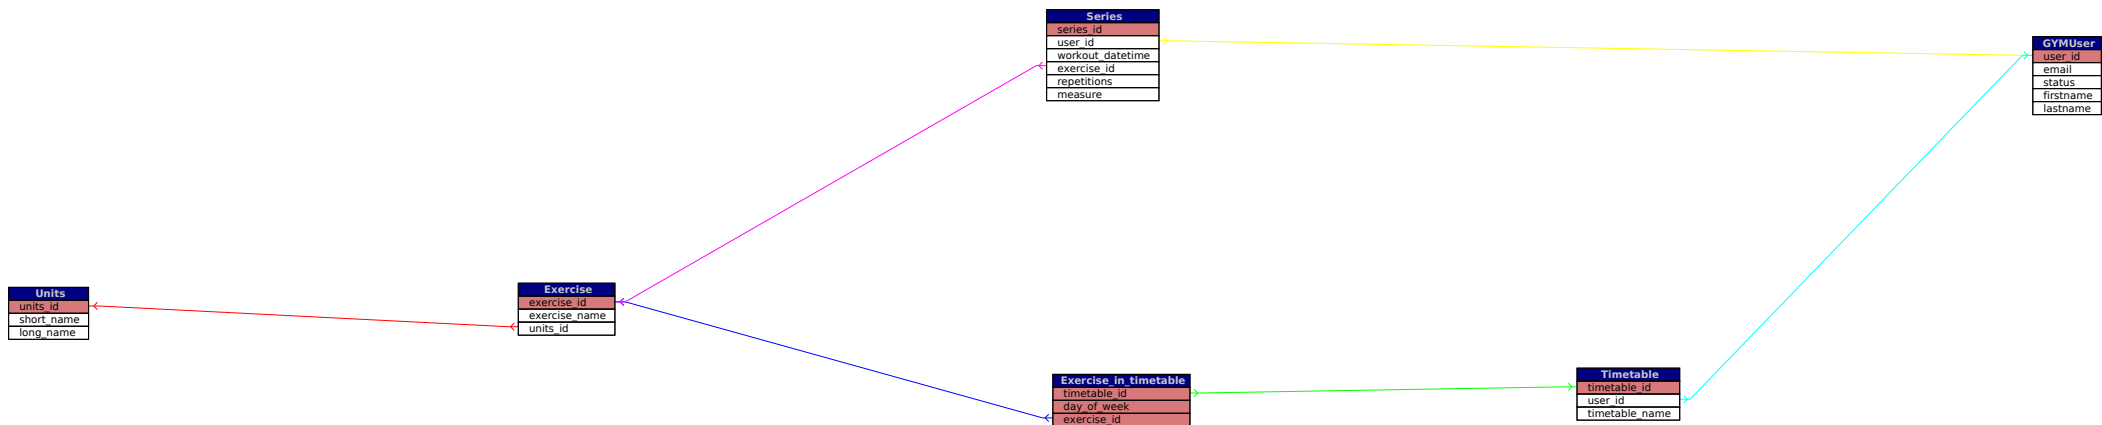 Series
series_id
user_id
workout_datetime
exercise_id
repetitions
measure
GYMUser
user_id
email
status
firstname
lastname
Units
units_id
short_name
long_name
Exercise
exercise_id
exercise_name
units_id
Exercise_in_timetable
timetable_id
day_of_week
exercise_id
Timetable
timetable_id
user_id
timetable_name